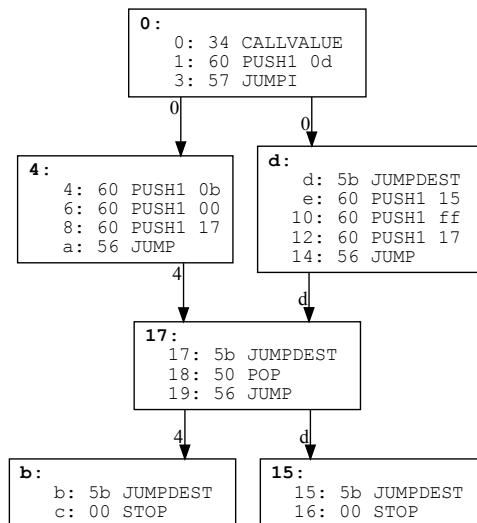 0:
0: 34 CALLVALUE
1: 60 PUSH1 0d
3: 57 JUMPI
0
0
4:
4: 60 PUSH1 0b
6: 60 PUSH1 00
8: 60 PUSH1 17
a: 56 JUMP
d:
d: 5b JUMPDEST
e: 60 PUSH1 15
10: 60 PUSH1 ff
12: 60 PUSH1 17
14: 56 JUMP
4
d
17:
17: 5b JUMPDEST
18: 50 POP
19: 56 JUMP
4
d
b:
b: 5b JUMPDEST
c: 00 STOP
15:
15: 5b JUMPDEST
16: 00 STOP